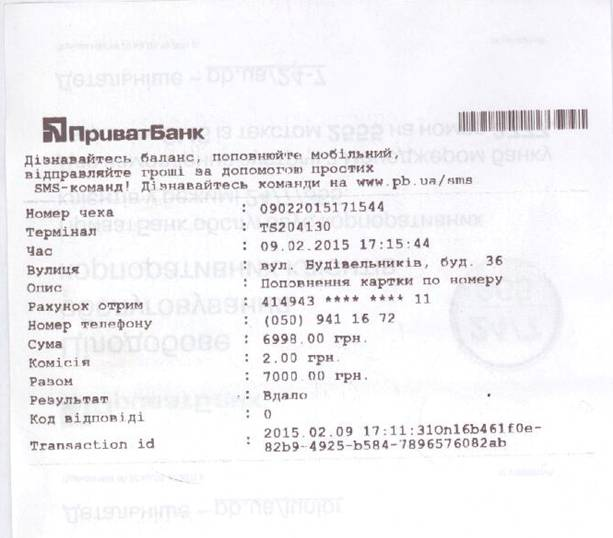 ПриватБанк
Дізнавайтесь баланс, поповнюйте мобільний,
відправляйте гроші за допомогою простих
SMS-команд! Дізнавайтесь команди на www.pb.ua/sms
Номер чека : 09022015171544
Термінал : TS204130
Час : 09.02.2015 17:15:44
Вулиця : вул. Будівельників, буд. 36
Опис : Поповнення картки по номеру
Рахунок отрим : 414943 **** **** 11
Номер телефону : (050) 941 16 72
Сума : 6998.00 грн.
Комісія : 2.00 грн.
Разом : 7000.00 грн.
Результат : Вдало
Код відповіді : 0
Transaction id : 2015.02.09 17:11:310n16b461f0e-
82b9-4925-b584-7896576082ab